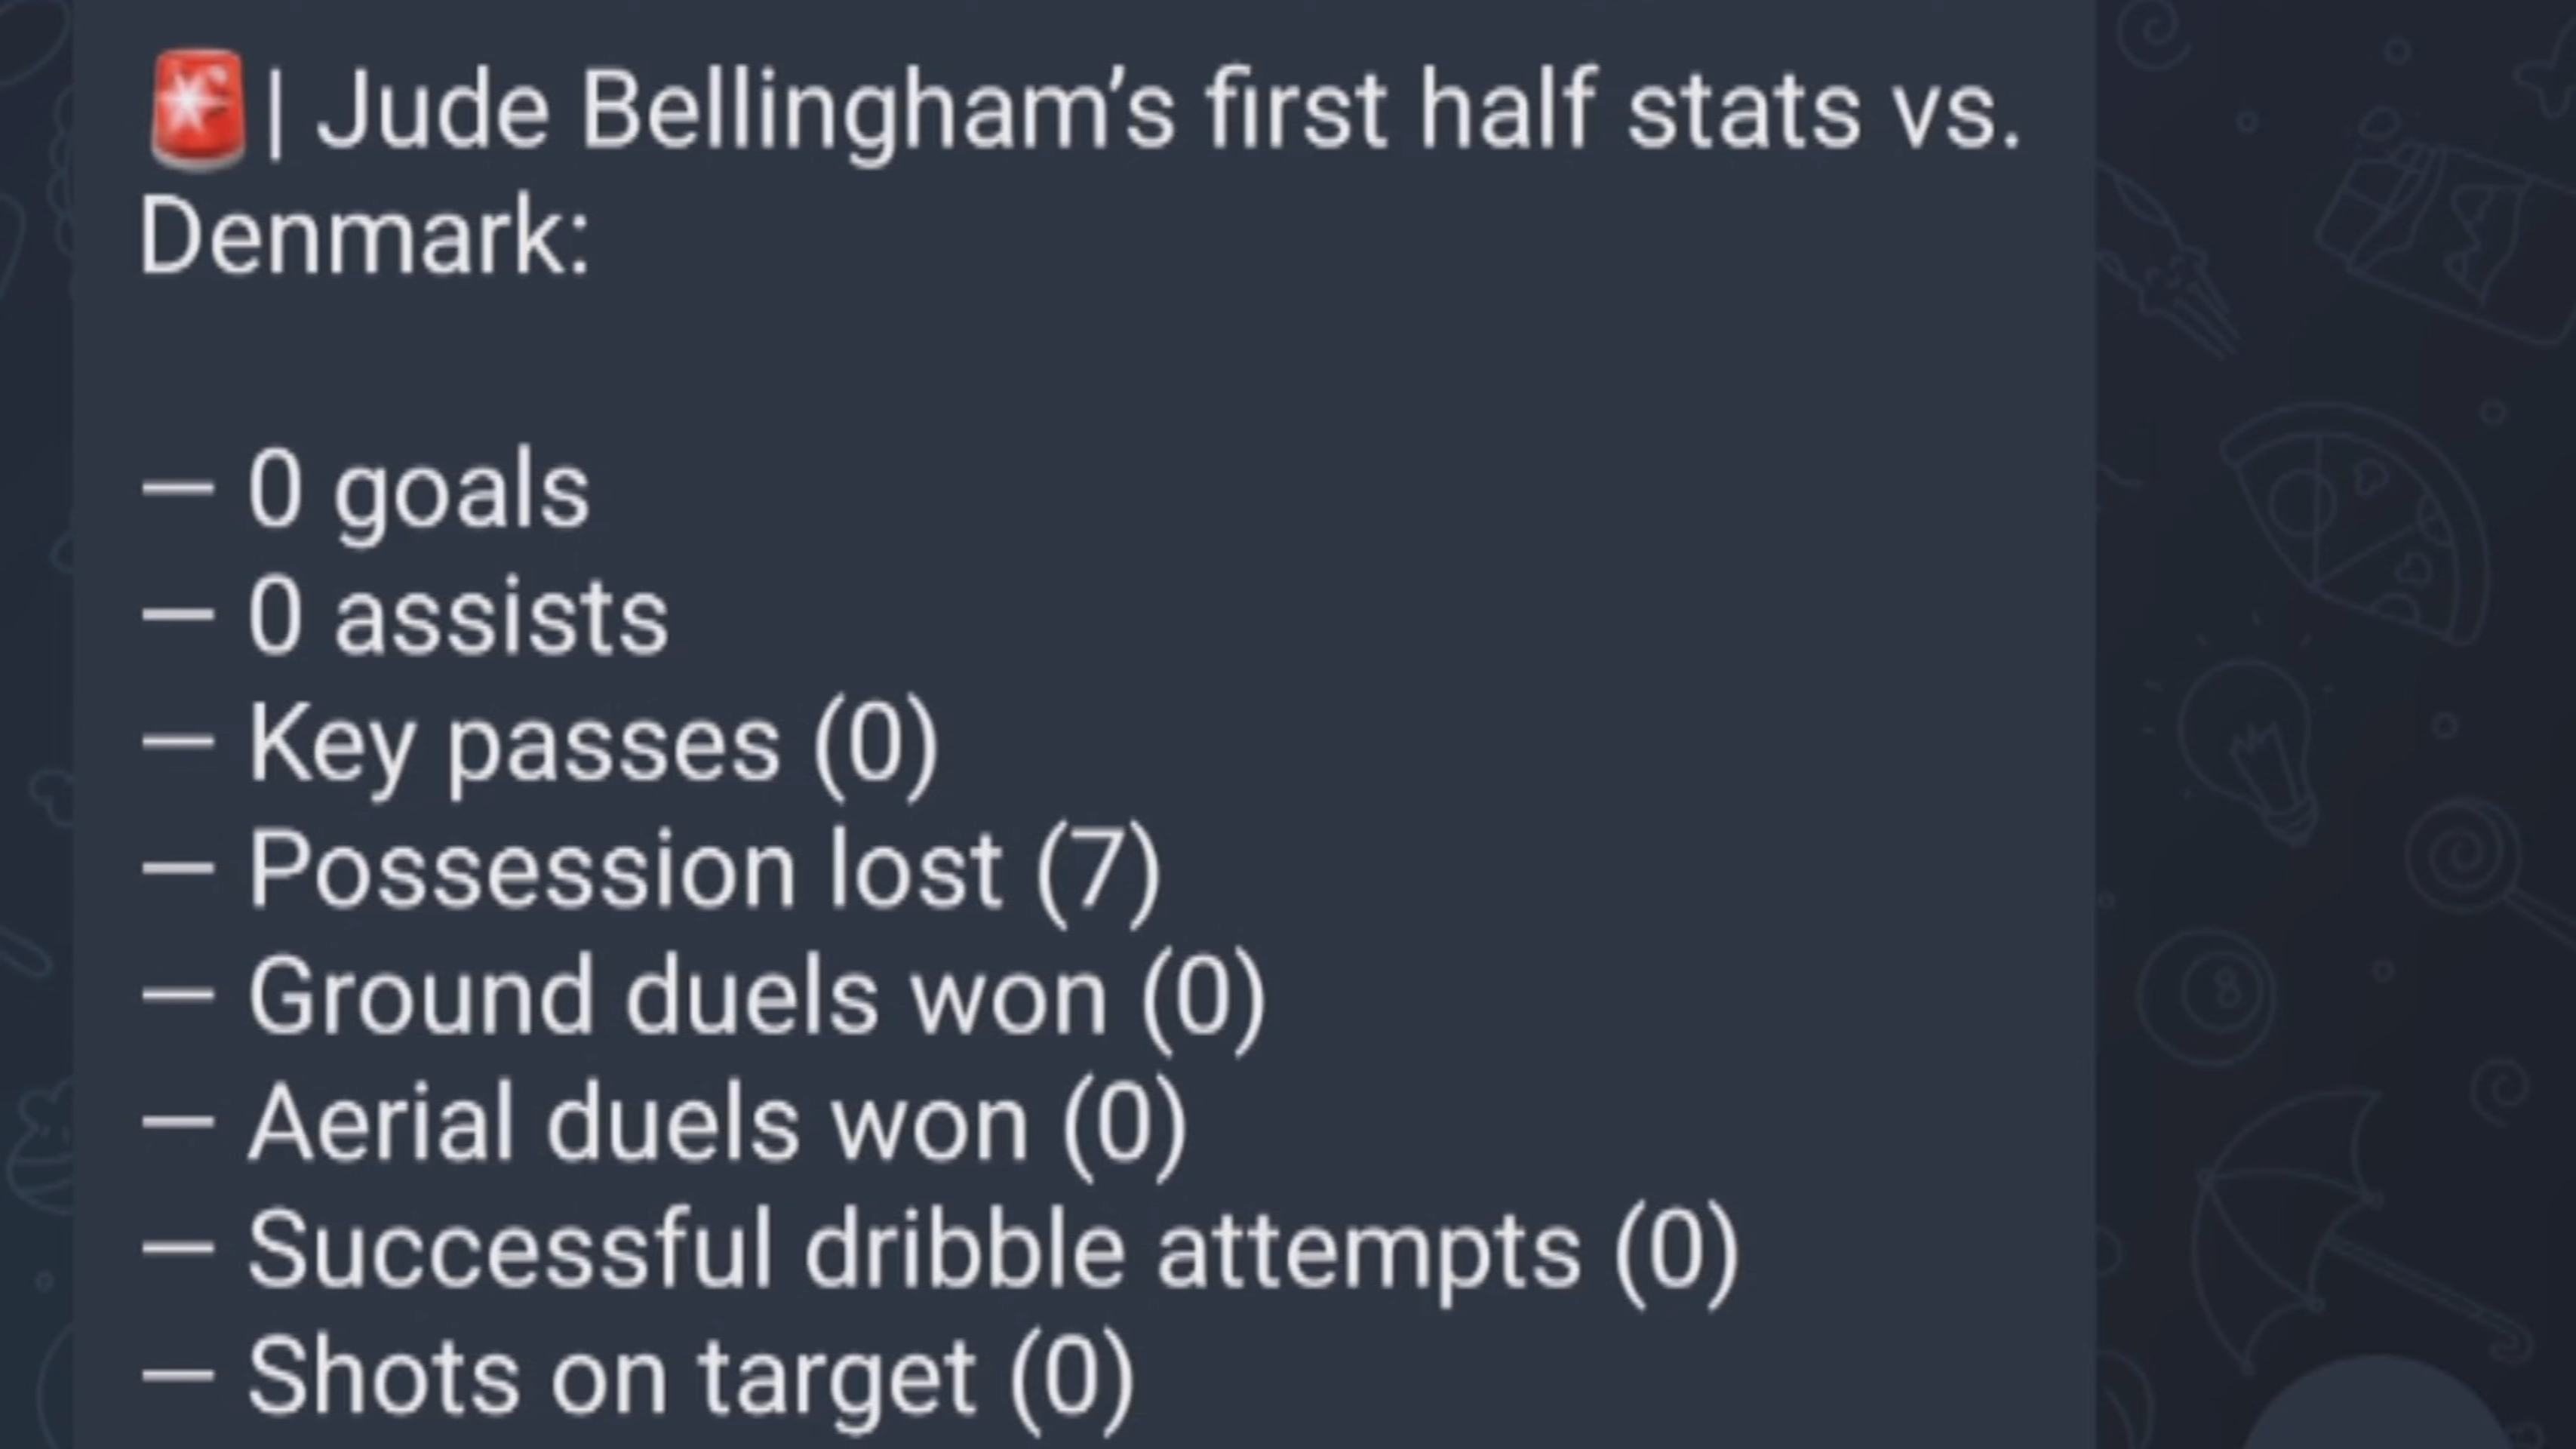 🚨| Jude Bellingham’s first half stats vs.
Denmark:
— 0 goals
— 0 assists
— Key passes (0)
— Possession lost (7)
— Ground duels won (0)
— Aerial duels won (0)
— Successful dribble attempts (0)
— Shots on target (0)
8